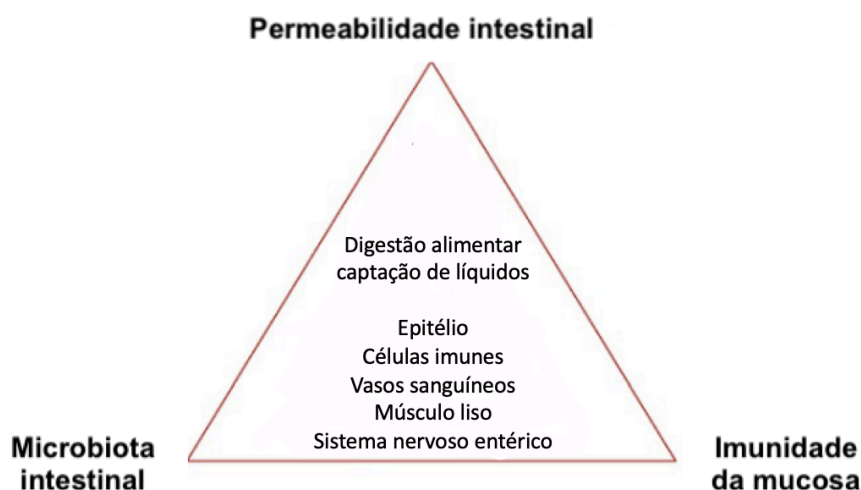 Permeabilidade intestinal
Digestão alimentar
captação de líquidos
Epitélio
Células imunes
Vasos sanguíneos
Músculo liso
Sistema nervoso entérico
Microbiota
intestinal
Imunidade
da mucosa